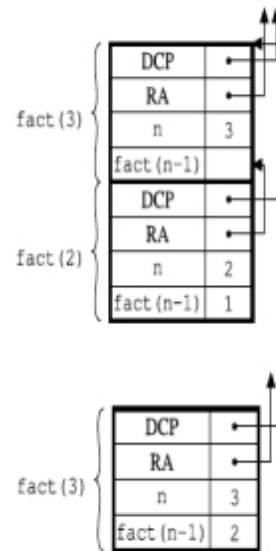 DCP
RA
fact(3)
n 3
fact(n-1)
DCP
RA
fact(2)
n 2
fact(n-1) 1
DCP
RA
fact(3)
n 3
fact(n-1) 2